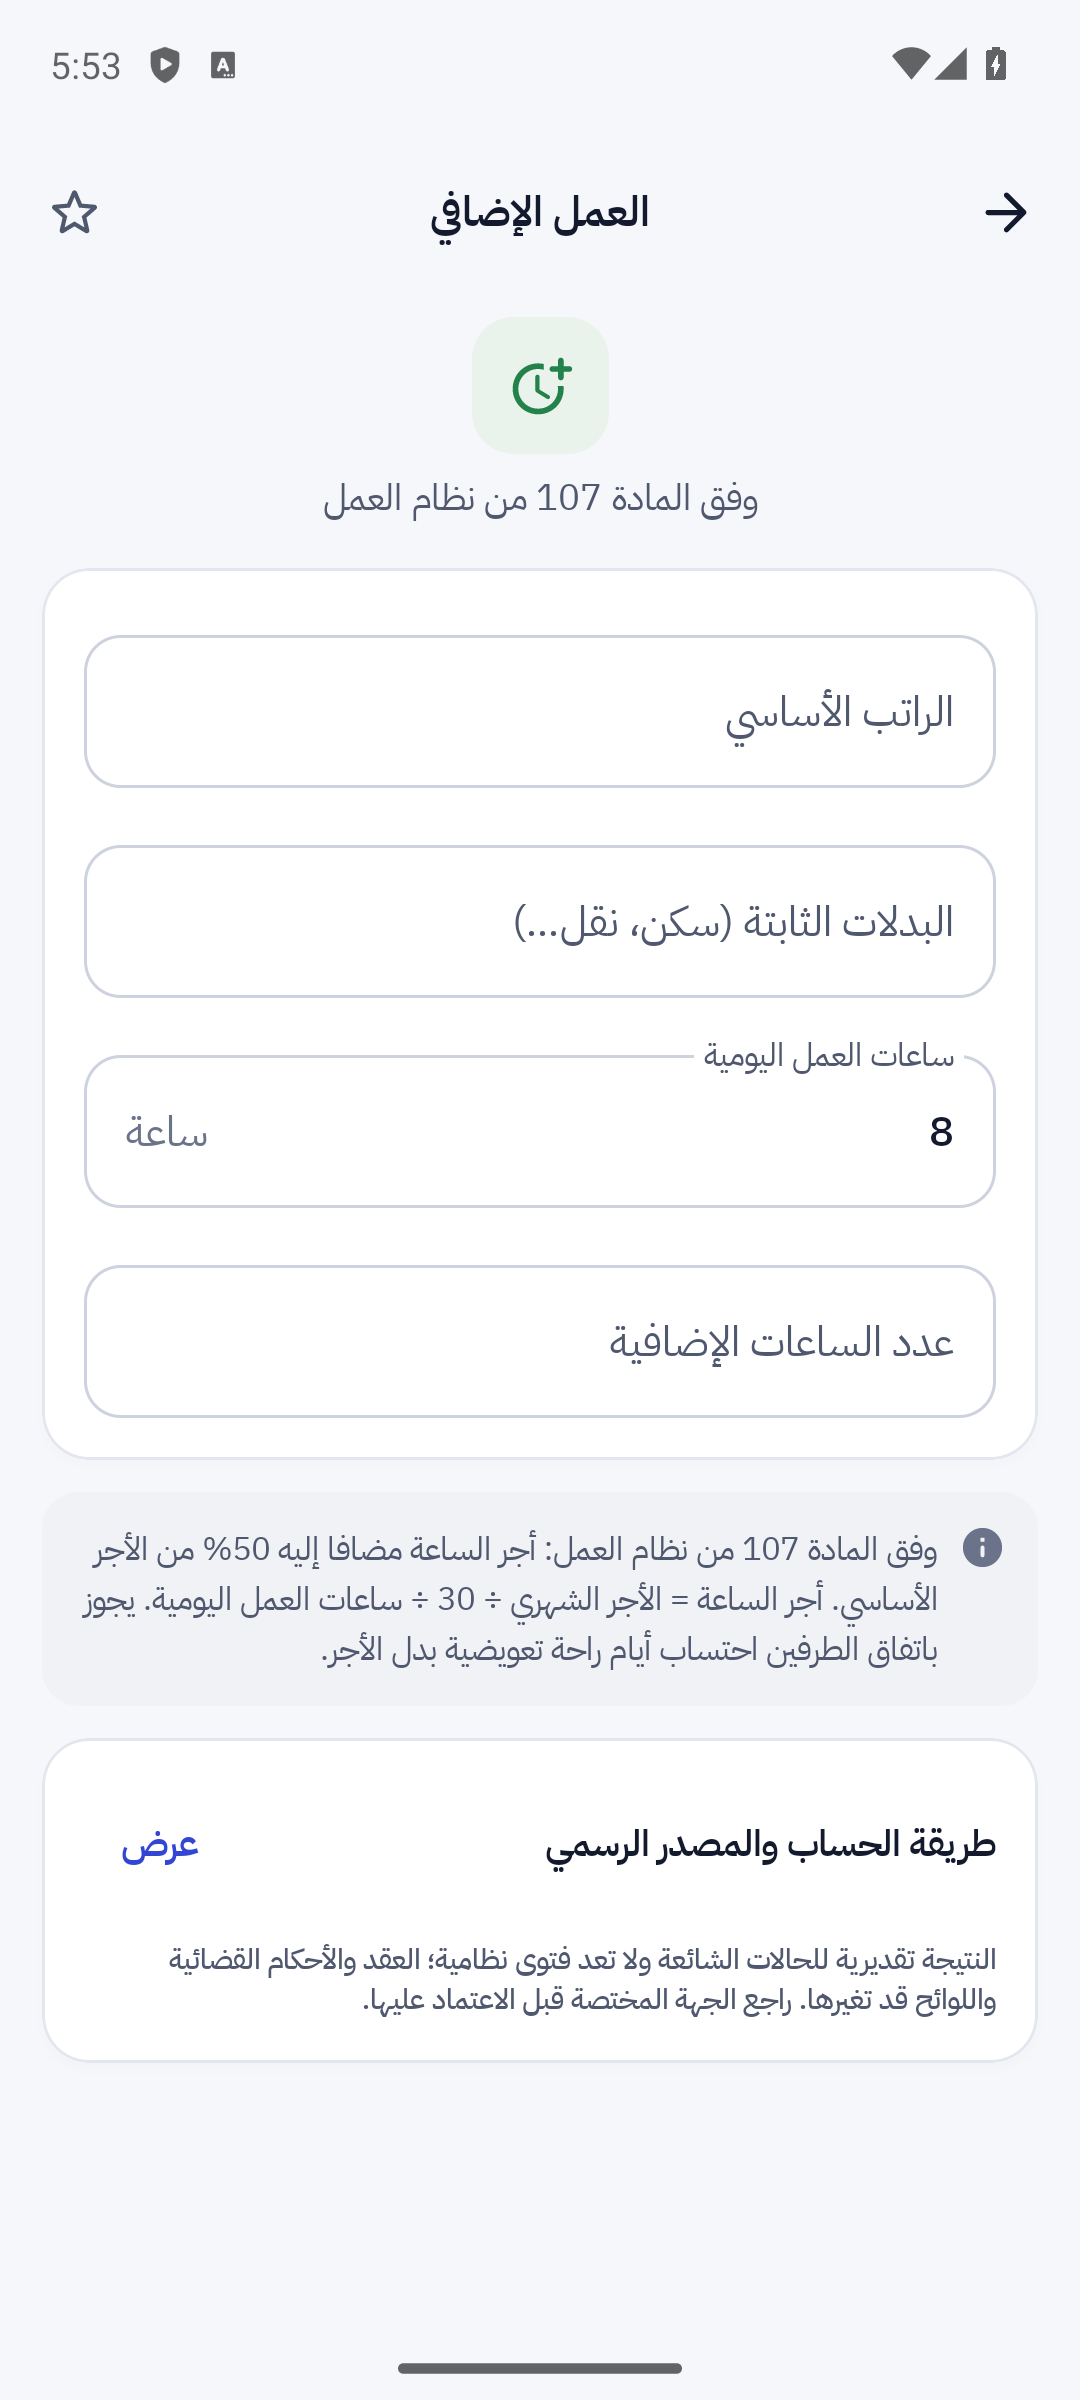 5:53
العمل الإضافي
وفق المادة 107 من نظام العمل
الراتب الأساسي
البدلات الثابتة (سكن، نقل...)
ساعات العمل اليومية
8 ساعة
عدد الساعات الإضافية
وفق المادة 107 من نظام العمل: أجر الساعة مضافا إليه 50% من الأجر
الأساسي. أجر الساعة = الأجر الشهري ÷ 30 ÷ ساعات العمل اليومية. يجوز
باتفاق الطرفين احتساب أيام راحة تعويضية بدل الأجر.
طريقة الحساب والمصدر الرسمي عرض
النتيجة تقديرية للحالات الشائعة ولا تعد فتوى نظامية؛ العقد والأحكام القضائية
واللوائح قد تغيرها. راجع الجهة المختصة قبل الاعتماد عليها.